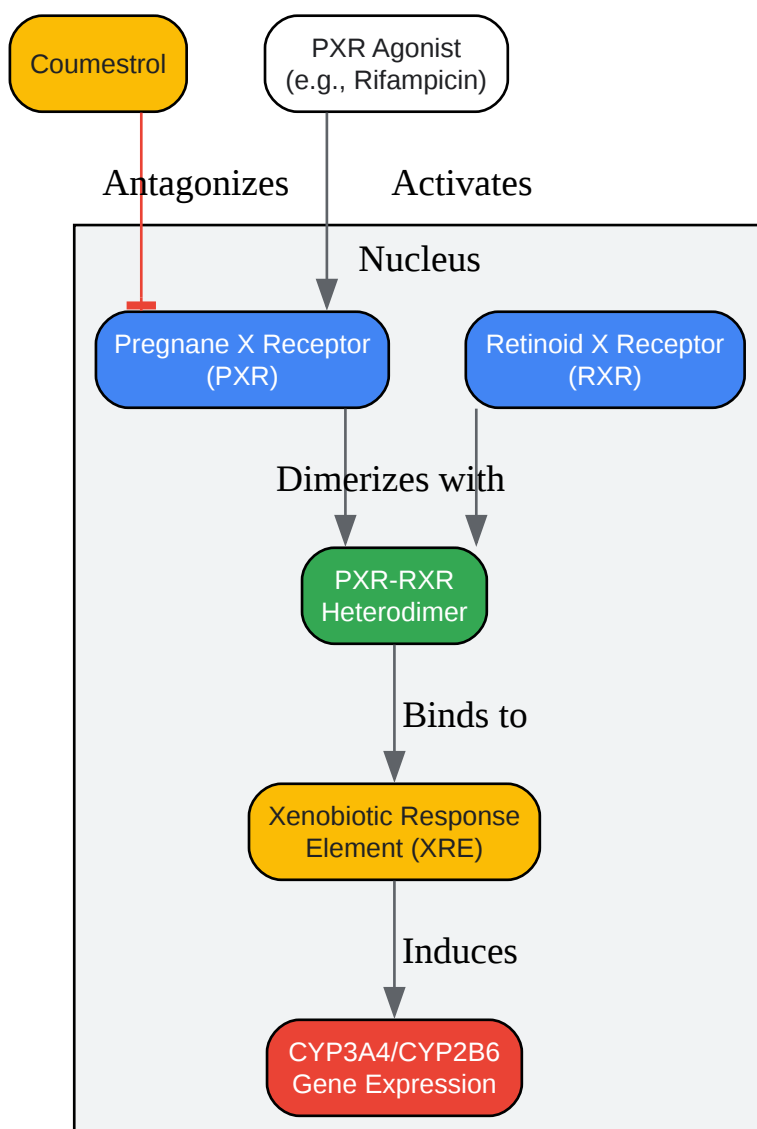 Coumestrol
PXR Agonist
(e.g., Rifampicin)
Antagonizes
Activates
Nucleus
Pregnane X Receptor
(PXR)
Retinoid X Receptor
(RXR)
Dimerizes with
PXR-RXR
Heterodimer
Binds to
Xenobiotic Response
Element (XRE)
Induces
CYP3A4/CYP2B6
Gene Expression